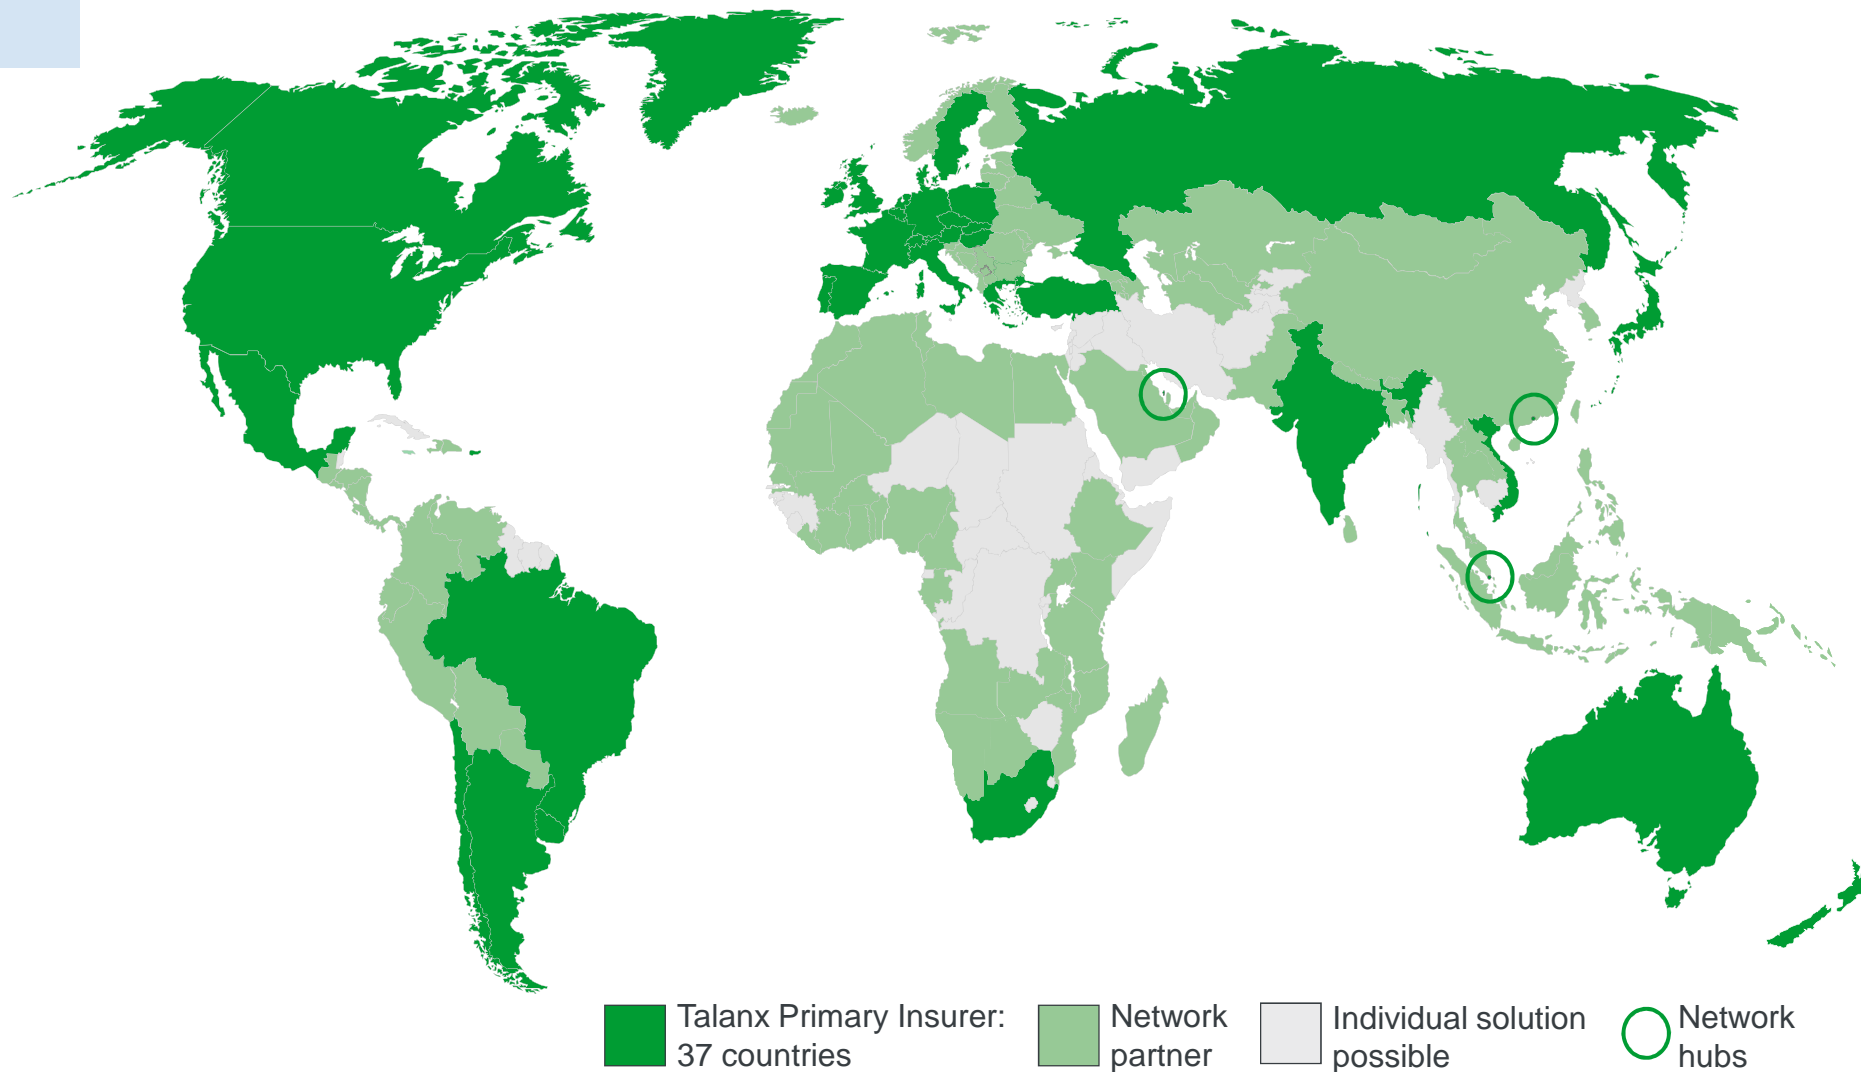 Talanx Primary Insurer:
37 countries
Network
partner
Individual solution
possible
Network
hubs